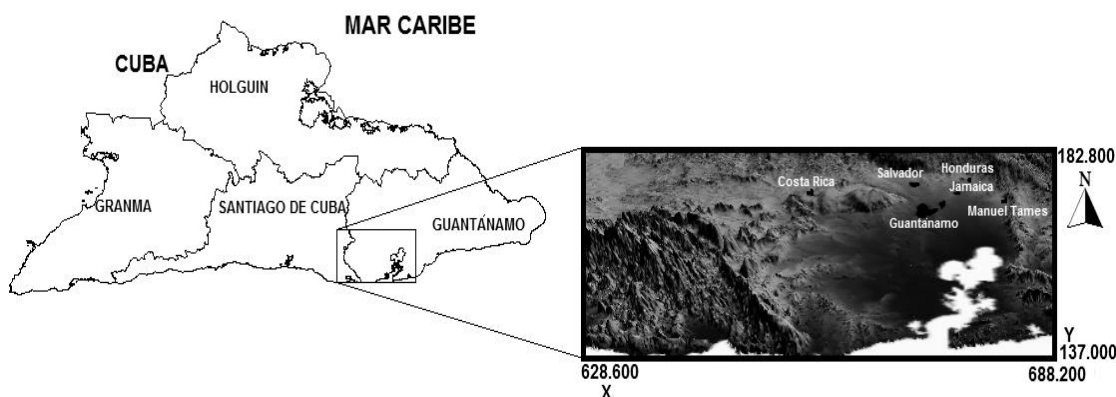 MAR CARIBE
CUBA
HOLGUIN
GRANMA
SANTIAGO DE CUBA
GUANTÁNAMO
182.800
Costa Rica
Salvador
Honduras
Jamaica
Guantánamo
Manuel Tames
N
Y
137.000
628.600
X
688.200